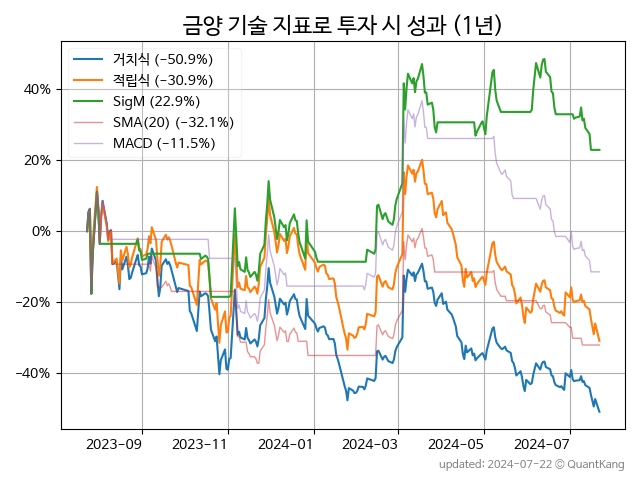 금양 기술 지표로 투자 시 성과 (1년)
거치식 (−50.9%)
적립식 (−30.9%)
SigM (22.9%)
SMA(20) (−32.1%)
MACD (−11.5%)
40%
20%
0%
−20%
−40%
2023−09 2023−11 2024−01 2024−03 2024−05 2024−07
updated: 2024-07-22 © QuantKang